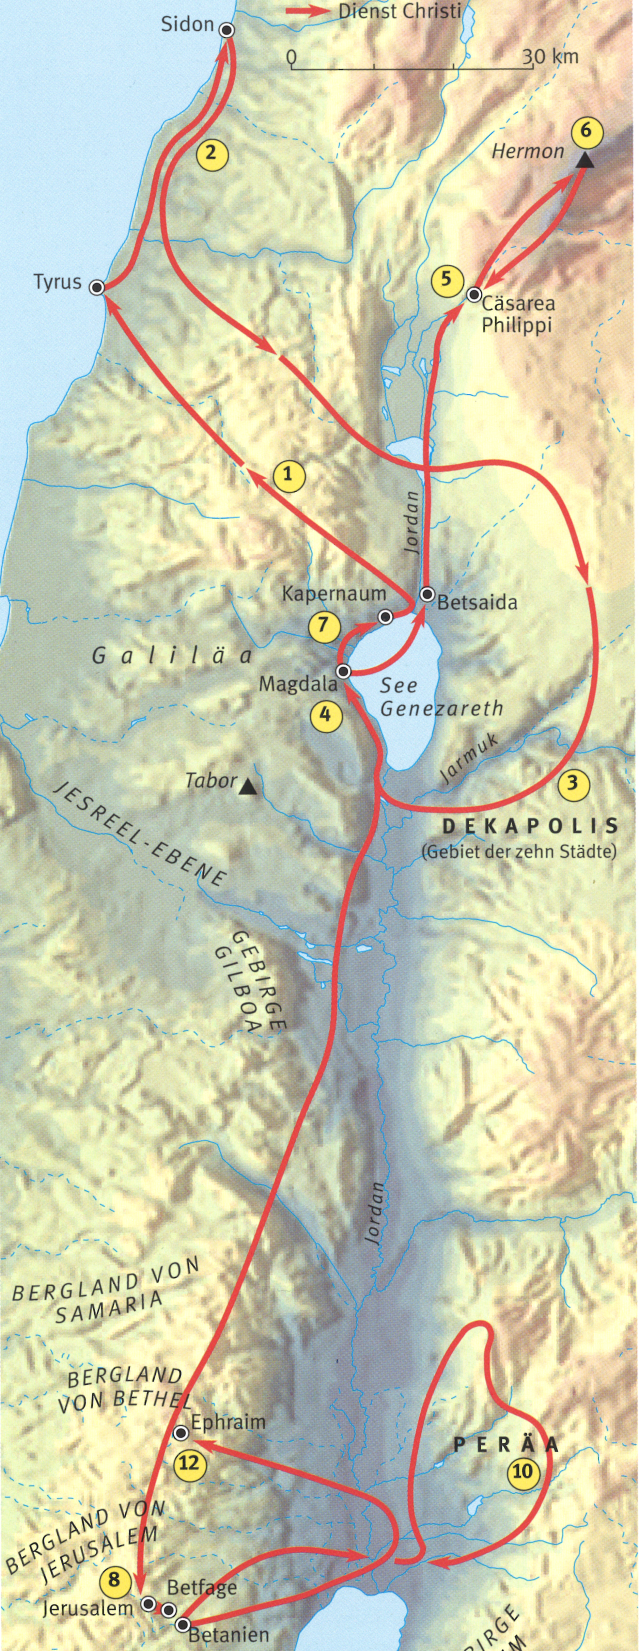 Dienst Christi
Sidon
0
30 km
6
Hermon
2
5
Tyrus
Cäsarea
Philippi
1
Jordan
Kapernaum
Betsaida
7
Galiläa
Magdala
See
Genezareth
4
Jarmuk
Tabor
3
JESREEL-EBENE
DEKAPOLIS
(Gebiet der zehn Städte)
GEBIRGE
GILBOA
Jordan
BERGLAND VON
SAMARIA
BERGLAND
VON BETHEL
Ephraim
PERÄA
12
10
BERGLAND VON
JERUSALEM
8
Betfage
Jerusalem
Betanien
BIRGE
M